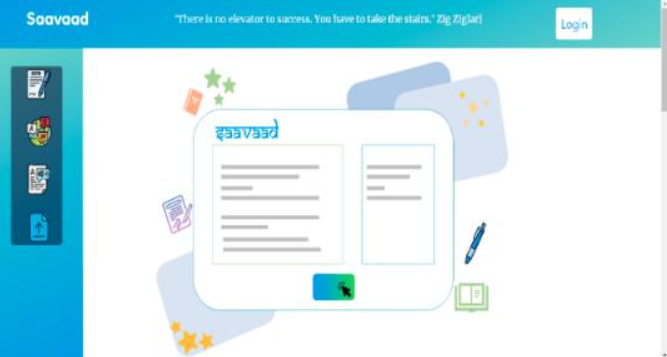 Saavaad
"There is no elevator to success. You have to take the stairs." Zig Ziglar|
Login
saavaad